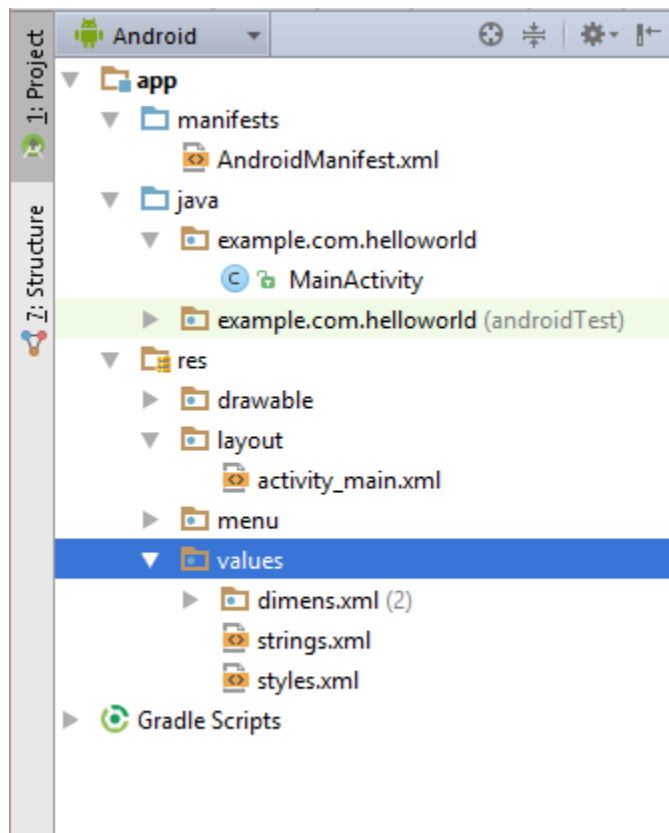 1: Project
7: Structure
Android
app
manifests
AndroidManifest.xml
java
example.com.helloworld
C MainActivity
example.com.helloworld (androidTest)
res
drawable
layout
activity_main.xml
menu
values
dimens.xml (2)
strings.xml
styles.xml
Gradle Scripts